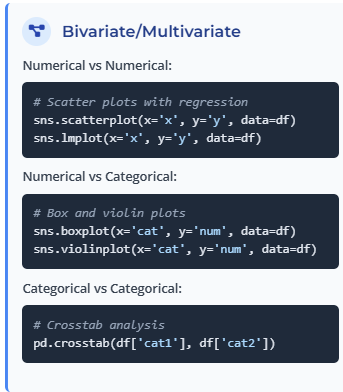 Bivariate/Multivariate
Numerical vs Numerical:
# Scatter plots with regression
sns.scatterplot(x='x', y='y', data=df)
sns.lmplot(x='x', y='y', data=df)
Numerical vs Categorical:
# Box and violin plots
sns.boxplot(x='cat', y='num', data=df)
sns.violinplot(x='cat', y='num', data=df)
Categorical vs Categorical:
# Crosstab analysis
pd.crosstab(df['cat1'], df['cat2'])